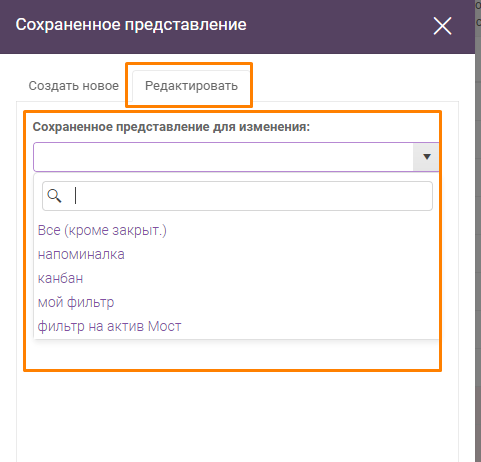 Сохраненное представление
Создать новое
Редактировать
Сохраненное представление для изменения:
Все (кроме закрыт.)
напоминалка
канбан
мой фильтр
фильтр на актив Мост